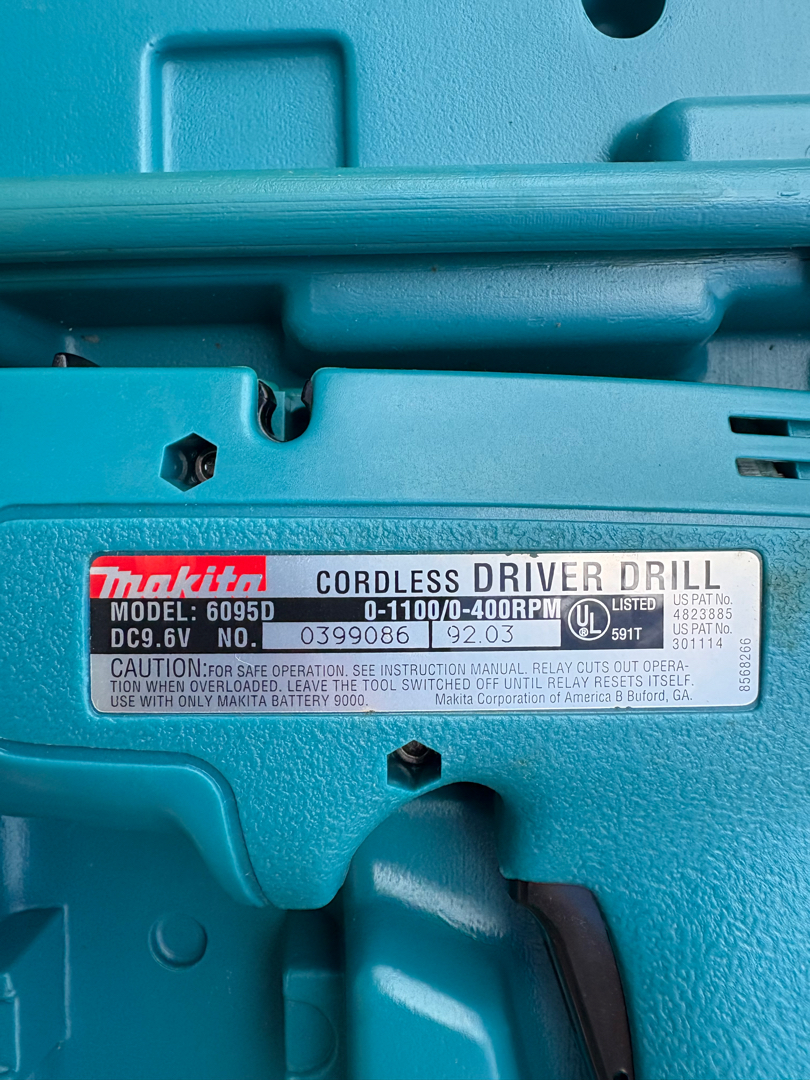 makita CORDLESS DRIVER DRILL
MODEL: 6095D 0-1100/0-400RPM
DC9.6V NO. 0399086 92.03
UL ® LISTED
591T
US PAT No.
4823885
US PAT No.
301114
8568266
CAUTION: FOR SAFE OPERATION. SEE INSTRUCTION MANUAL. RELAY CUTS OUT OPERA-
TION WHEN OVERLOADED. LEAVE THE TOOL SWITCHED OFF UNTIL RELAY RESETS ITSELF.
USE WITH ONLY MAKITA BATTERY 9000. Makita Corporation of America B Buford, GA.